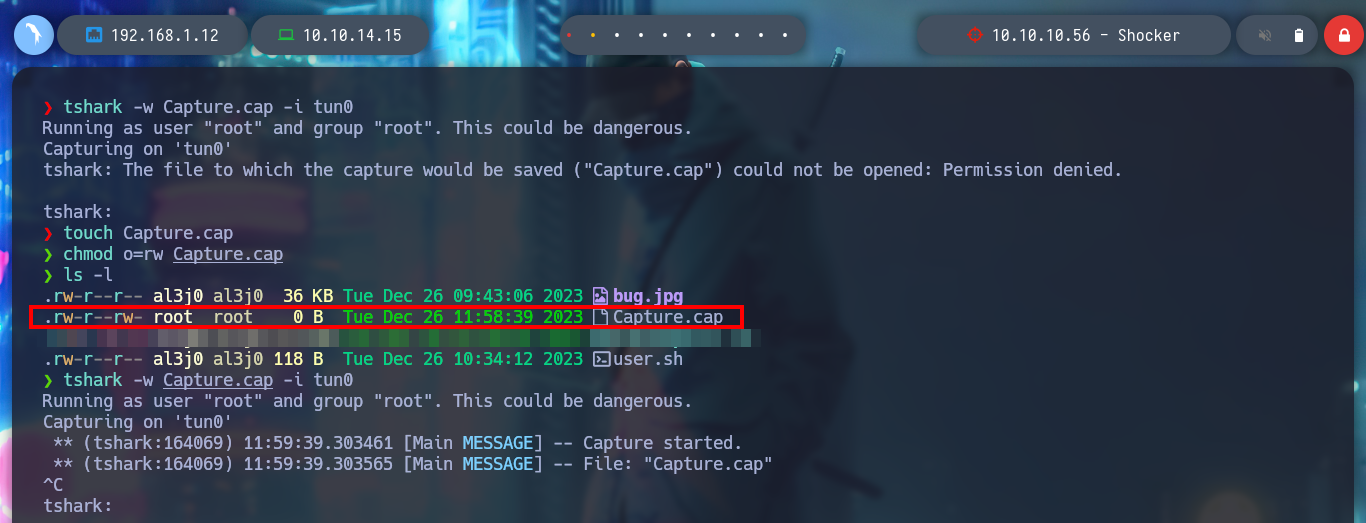 192.168.1.12 10.10.14.15 10.10.10.56 - Shocker
❯ tshark -w Capture.cap -i tun0
Running as user "root" and group "root". This could be dangerous.
Capturing on 'tun0'
tshark: The file to which the capture would be saved ("Capture.cap") could not be opened: Permission denied.
tshark:
❯ touch Capture.cap
❯ chmod o=rw Capture.cap
❯ ls -l
.rw-r--r-- al3j0 al3j0 36 KB Tue Dec 26 09:43:06 2023 bug.jpg
.rw-r--rw- root root 0 B Tue Dec 26 11:58:39 2023 Capture.cap
.rw-r--r-- al3j0 al3j0 118 B Tue Dec 26 10:34:12 2023 user.sh
❯ tshark -w Capture.cap -i tun0
Running as user "root" and group "root". This could be dangerous.
Capturing on 'tun0'
** (tshark:164069) 11:59:39.303461 [Main MESSAGE] -- Capture started.
** (tshark:164069) 11:59:39.303565 [Main MESSAGE] -- File: "Capture.cap"
^C
tshark: